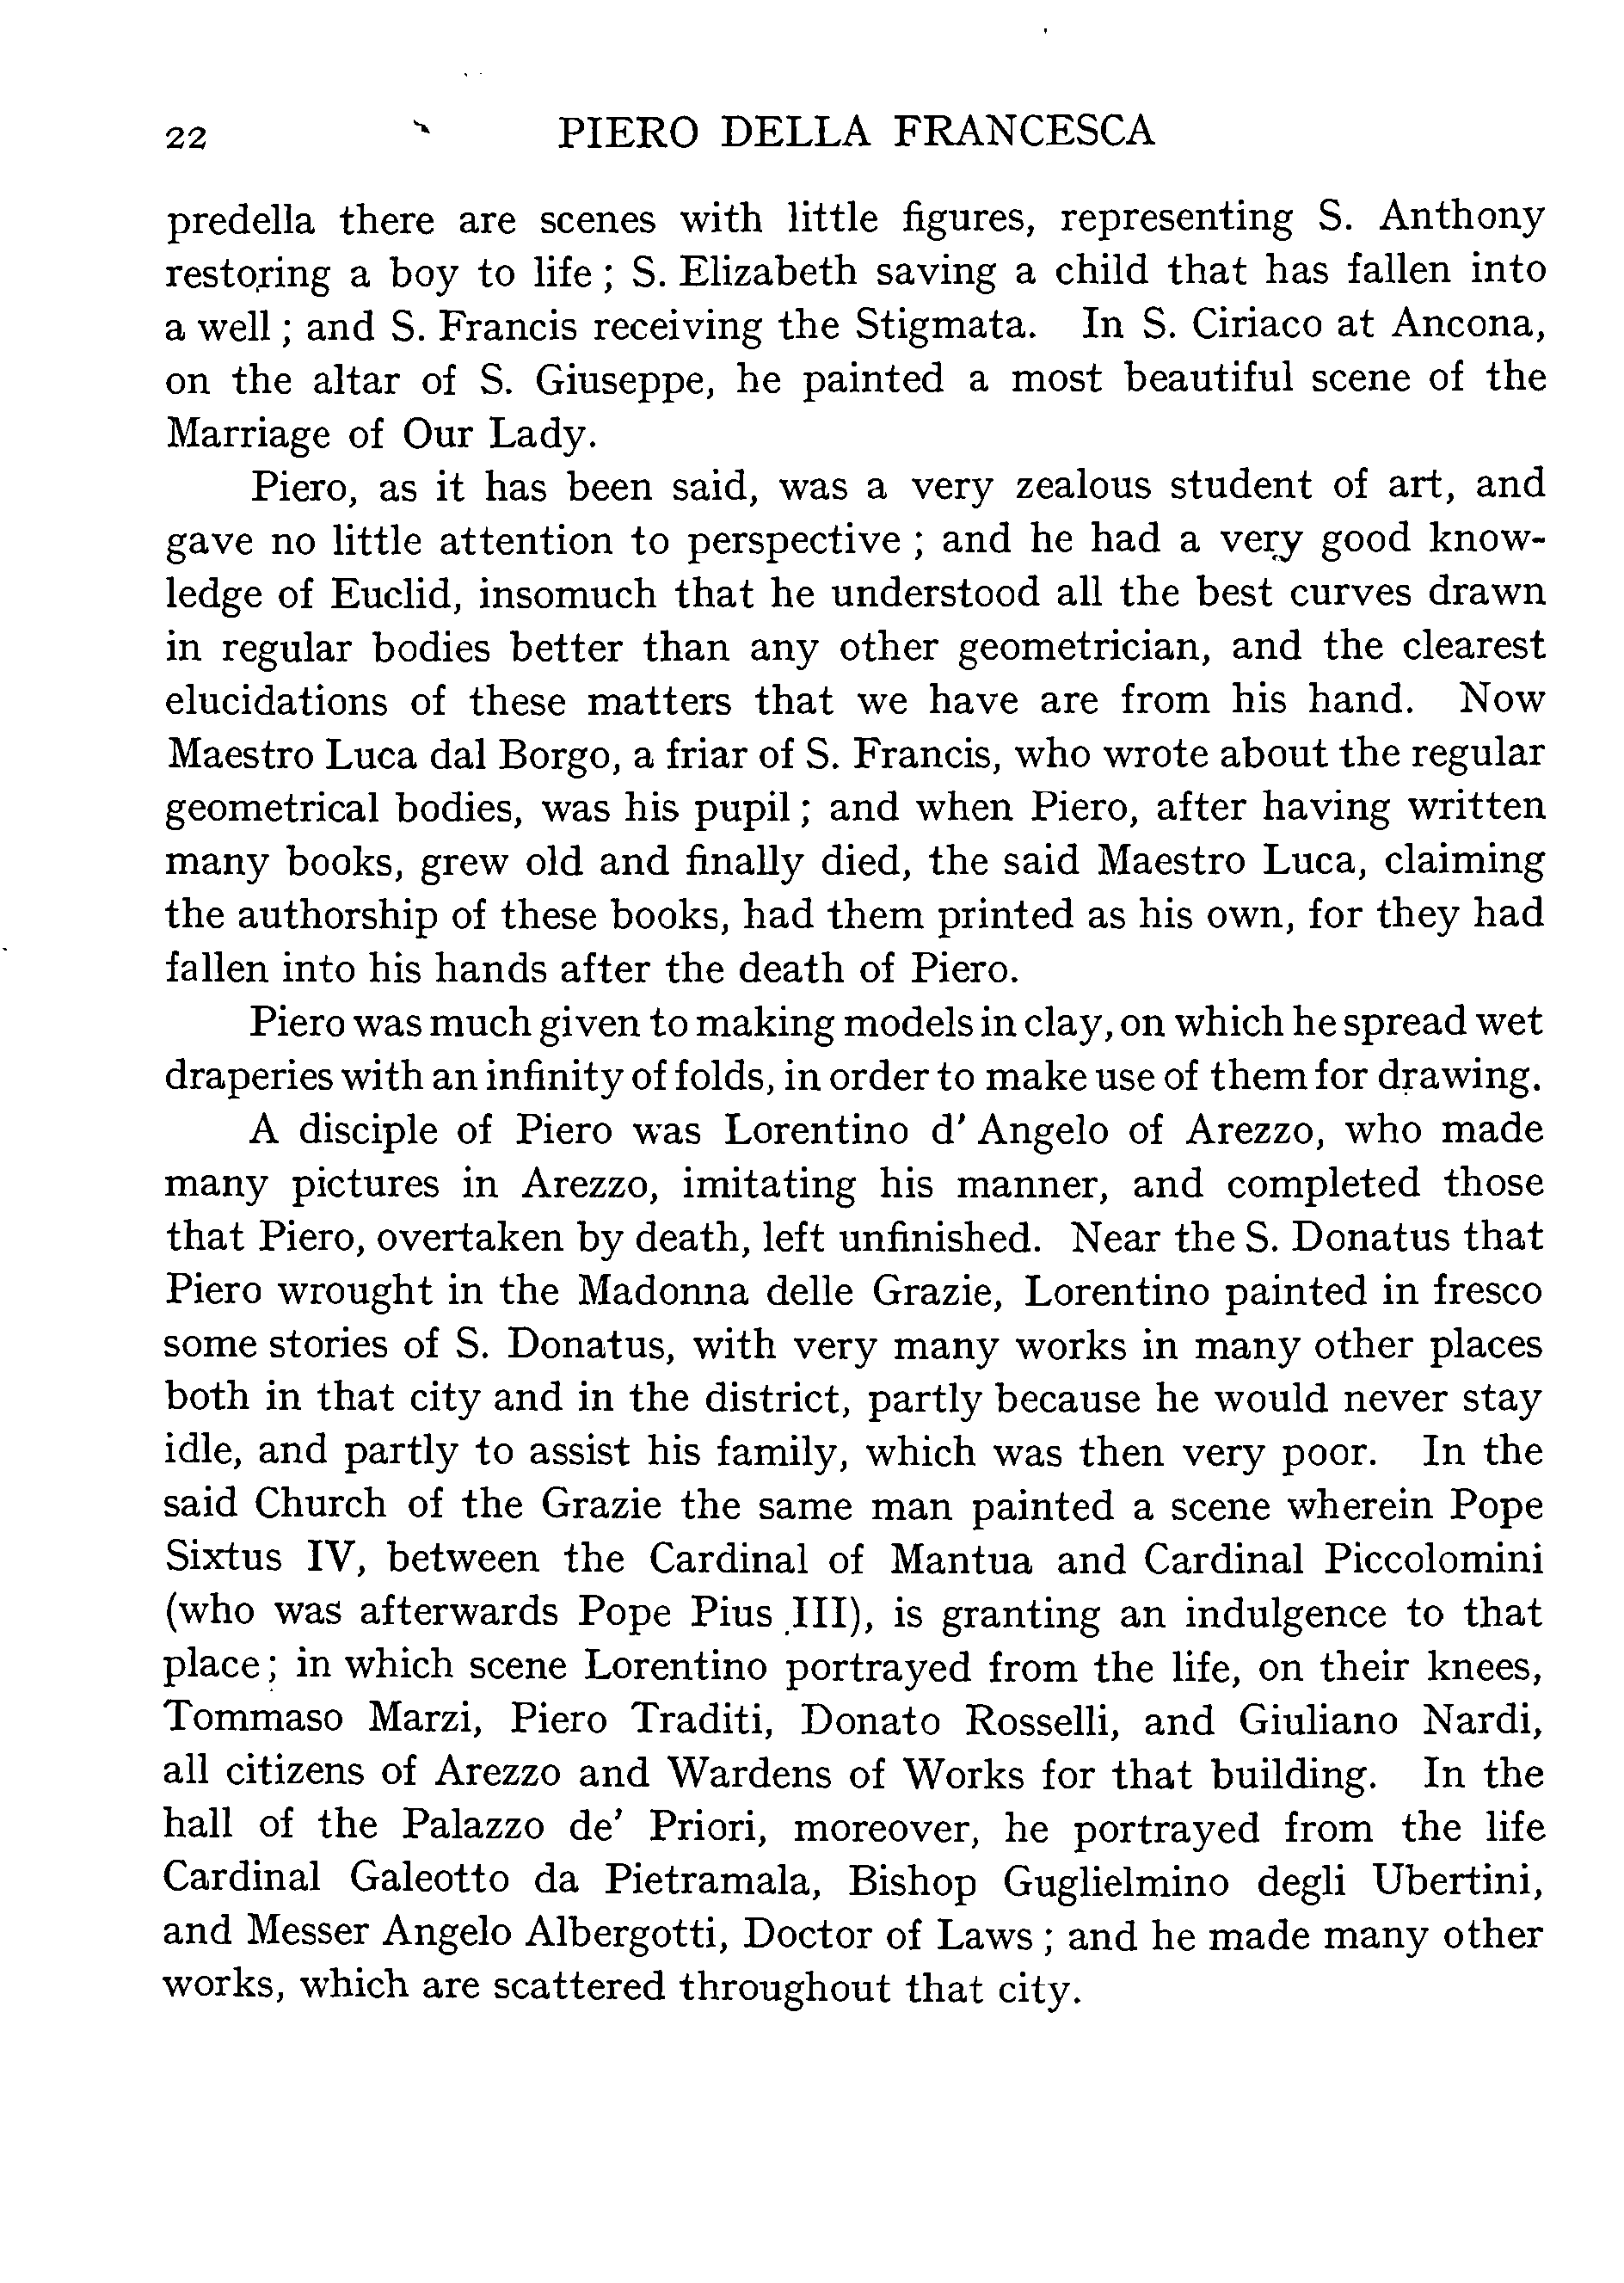 22 PIERO DELLA FRANCESCA
predella there are scenes with little figures, representing S. Anthony
restoring a boy to life ; S. Elizabeth saving a child that has fallen into
a well ; and S. Francis receiving the Stigmata. In S. Ciriaco at Ancona,
on the altar of S. Giuseppe, he painted a most beautiful scene of the
Marriage of Our Lady.
Piero, as it has been said, was a very zealous student of art, and
gave no little attention to perspective ; and he had a very good know-
ledge of Euclid, insomuch that he understood all the best curves drawn
in regular bodies better than any other geometrician, and the clearest
elucidations of these matters that we have are from his hand. Now
Maestro Luca dal Borgo, a friar of S. Francis, who wrote about the regular
geometrical bodies, was his pupil ; and when Piero, after having written
many books, grew old and finally died, the said Maestro Luca, claiming
the authorship of these books, had them printed as his own, for they had
fallen into his hands after the death of Piero.
Piero was much given to making models in clay, on which he spread wet
draperies with an infinity of folds, in order to make use of them for drawing.
A disciple of Piero was Lorentino d' Angelo of Arezzo, who made
many pictures in Arezzo, imitating his manner, and completed those
that Piero, overtaken by death, left unfinished. Near the S. Donatus that
Piero wrought in the Madonna delle Grazie, Lorentino painted in fresco
some stories of S. Donatus, with very many works in many other places
both in that city and in the district, partly because he would never stay
idle, and partly to assist his family, which was then very poor. In the
said Church of the Grazie the same man painted a scene wherein Pope
Sixtus IV, between the Cardinal of Mantua and Cardinal Piccolomini
(who was afterwards Pope Pius III), is granting an indulgence to that
place ; in which scene Lorentino portrayed from the life, on their knees,
Tommaso Marzi, Piero Traditi, Donato Rosselli, and Giuliano Nardi,
all citizens of Arezzo and Wardens of Works for that building. In the
hall of the Palazzo de' Priori, moreover, he portrayed from the life
Cardinal Galeotto da Pietramala, Bishop Guglielmino degli Ubertini,
and Messer Angelo Albergotti, Doctor of Laws ; and he made many other
works, which are scattered throughout that city.